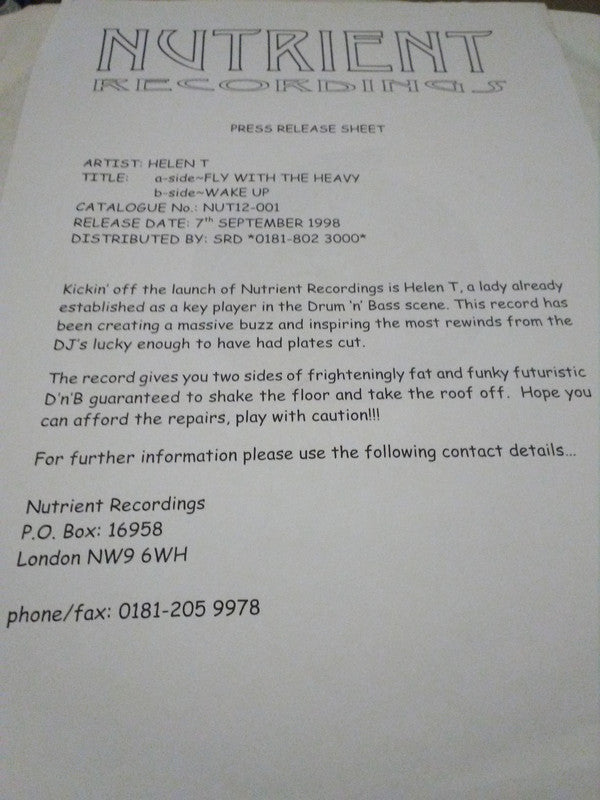 NUTRIENT
RECORDINGS
PRESS RELEASE SHEET
ARTIST: HELEN T
TITLE: a-side~FLY WITH THE HEAVY
b-side~WAKE UP
CATALOGUE No.: NUT12-001
RELEASE DATE: 7th SEPTEMBER 1998
DISTRIBUTED BY: SRD *0181-802 3000*
Kickin' off the launch of Nutrient Recordings is Helen T, a lady already
established as a key player in the Drum 'n' Bass scene. This record has
been creating a massive buzz and inspiring the most rewinds from the
DJ's lucky enough to have had plates cut.
The record gives you two sides of frighteningly fat and funky futuristic
D'n'B guaranteed to shake the floor and take the roof off. Hope you
can afford the repairs, play with caution!!!
For further information please use the following contact details...
Nutrient Recordings
P.O. Box: 16958
London NW9 6WH
phone/fax: 0181-205 9978